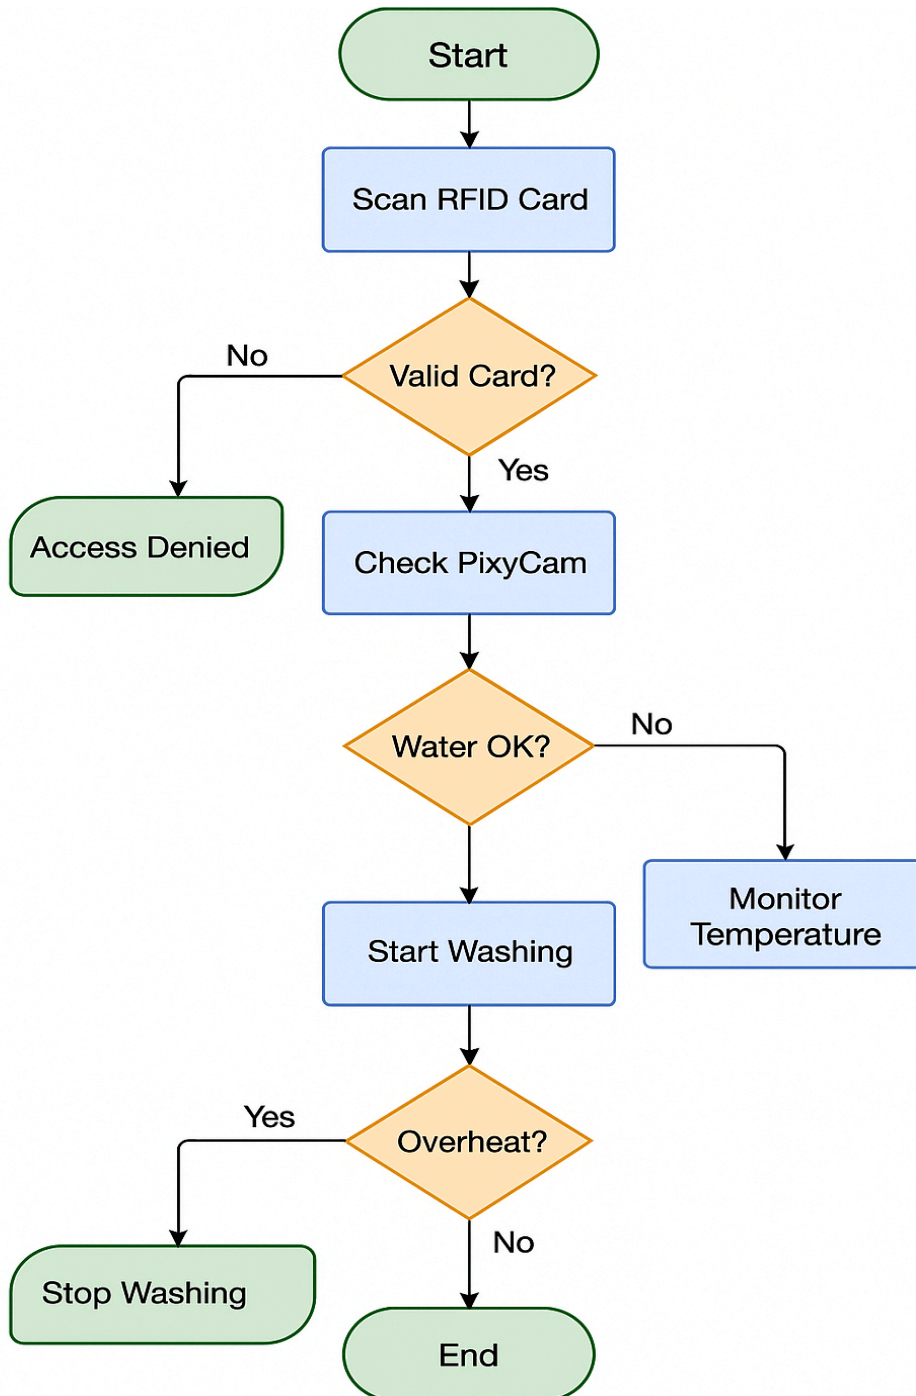 Start
Scan RFID Card
Valid Card?
No
Yes
Access Denied
Check PixyCam
Water OK?
No
Monitor
Temperature
Start Washing
Overheat?
Yes
No
Stop Washing
End